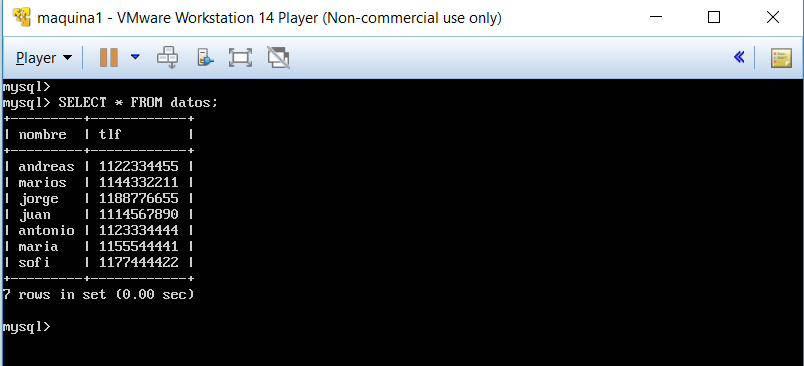 maquina1 - VMware Workstation 14 Player (Non-commercial use only)
Player
mysql>
mysql> SELECT * FROM datos;
+---------+------------+
| nombre  | tlf        |
+---------+------------+
| andreas | 1122334455 |
| marios  | 1144332211 |
| jorge   | 1188776655 |
| juan    | 1114567890 |
| antonio | 1123334444 |
| maria   | 1155544441 |
| sofi    | 1177444422 |
+---------+------------+
7 rows in set (0.00 sec)
mysql>